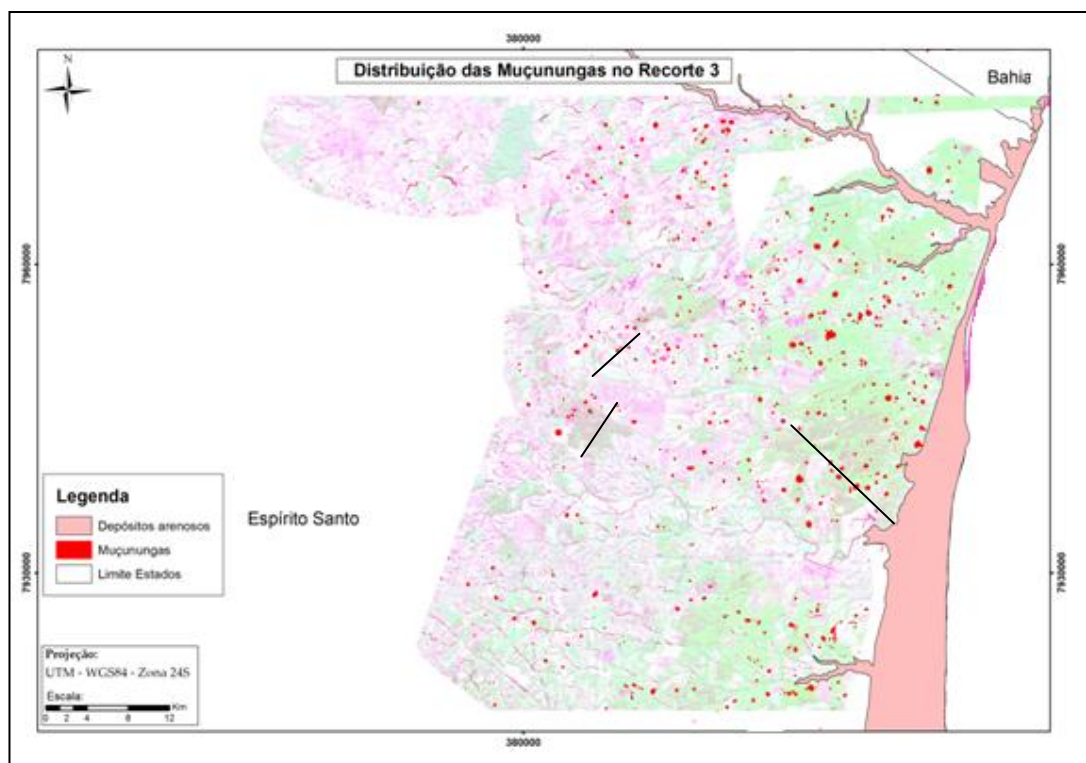 380000
Distribuição das Muçunungas no Recorte 3
N
Bahia
7960000
7960000
Legenda
Depósitos arenosos
Muçunungas
Limite Estados
Espírito Santo
7930000
7930000
Projeção:
UTM - WGS84 - Zona 24S
Escala:
Km
0 2 4 8 12
380000